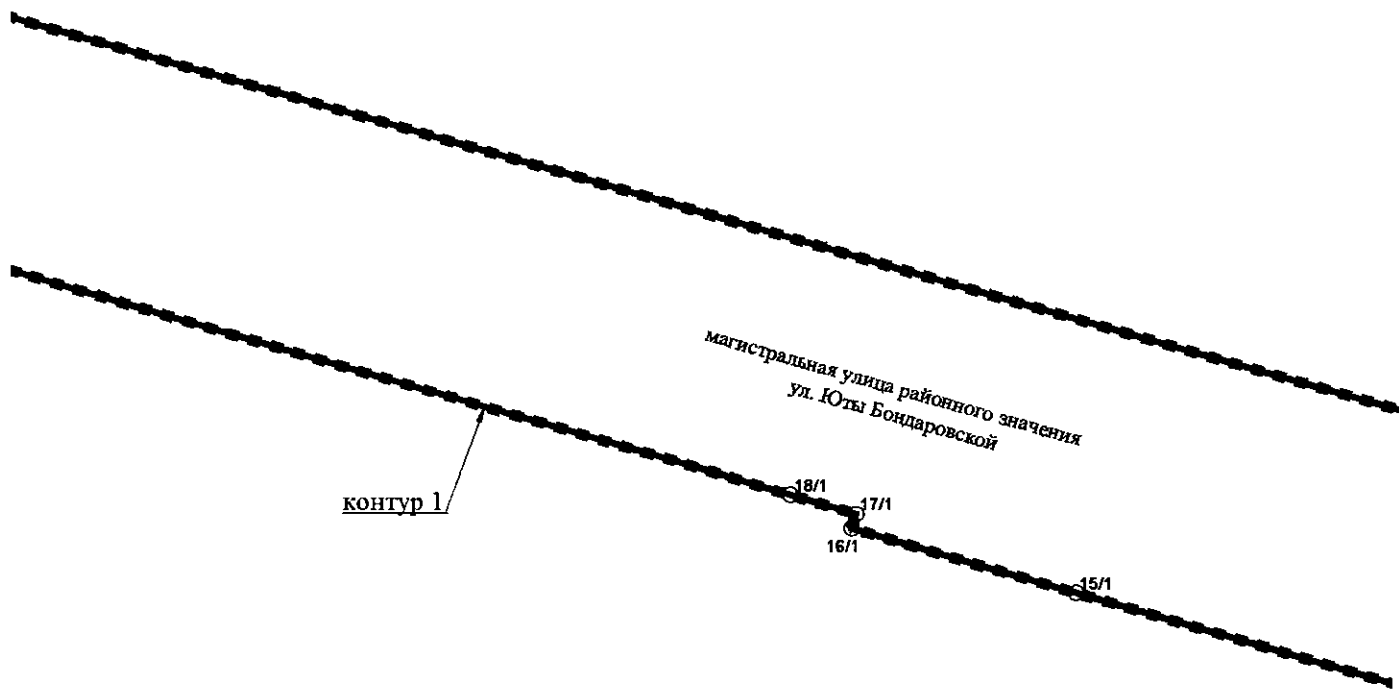 магистральная улица районного значения
ул. Юты Бондаровской
18/1
контур 1
17/1
16/1
15/1